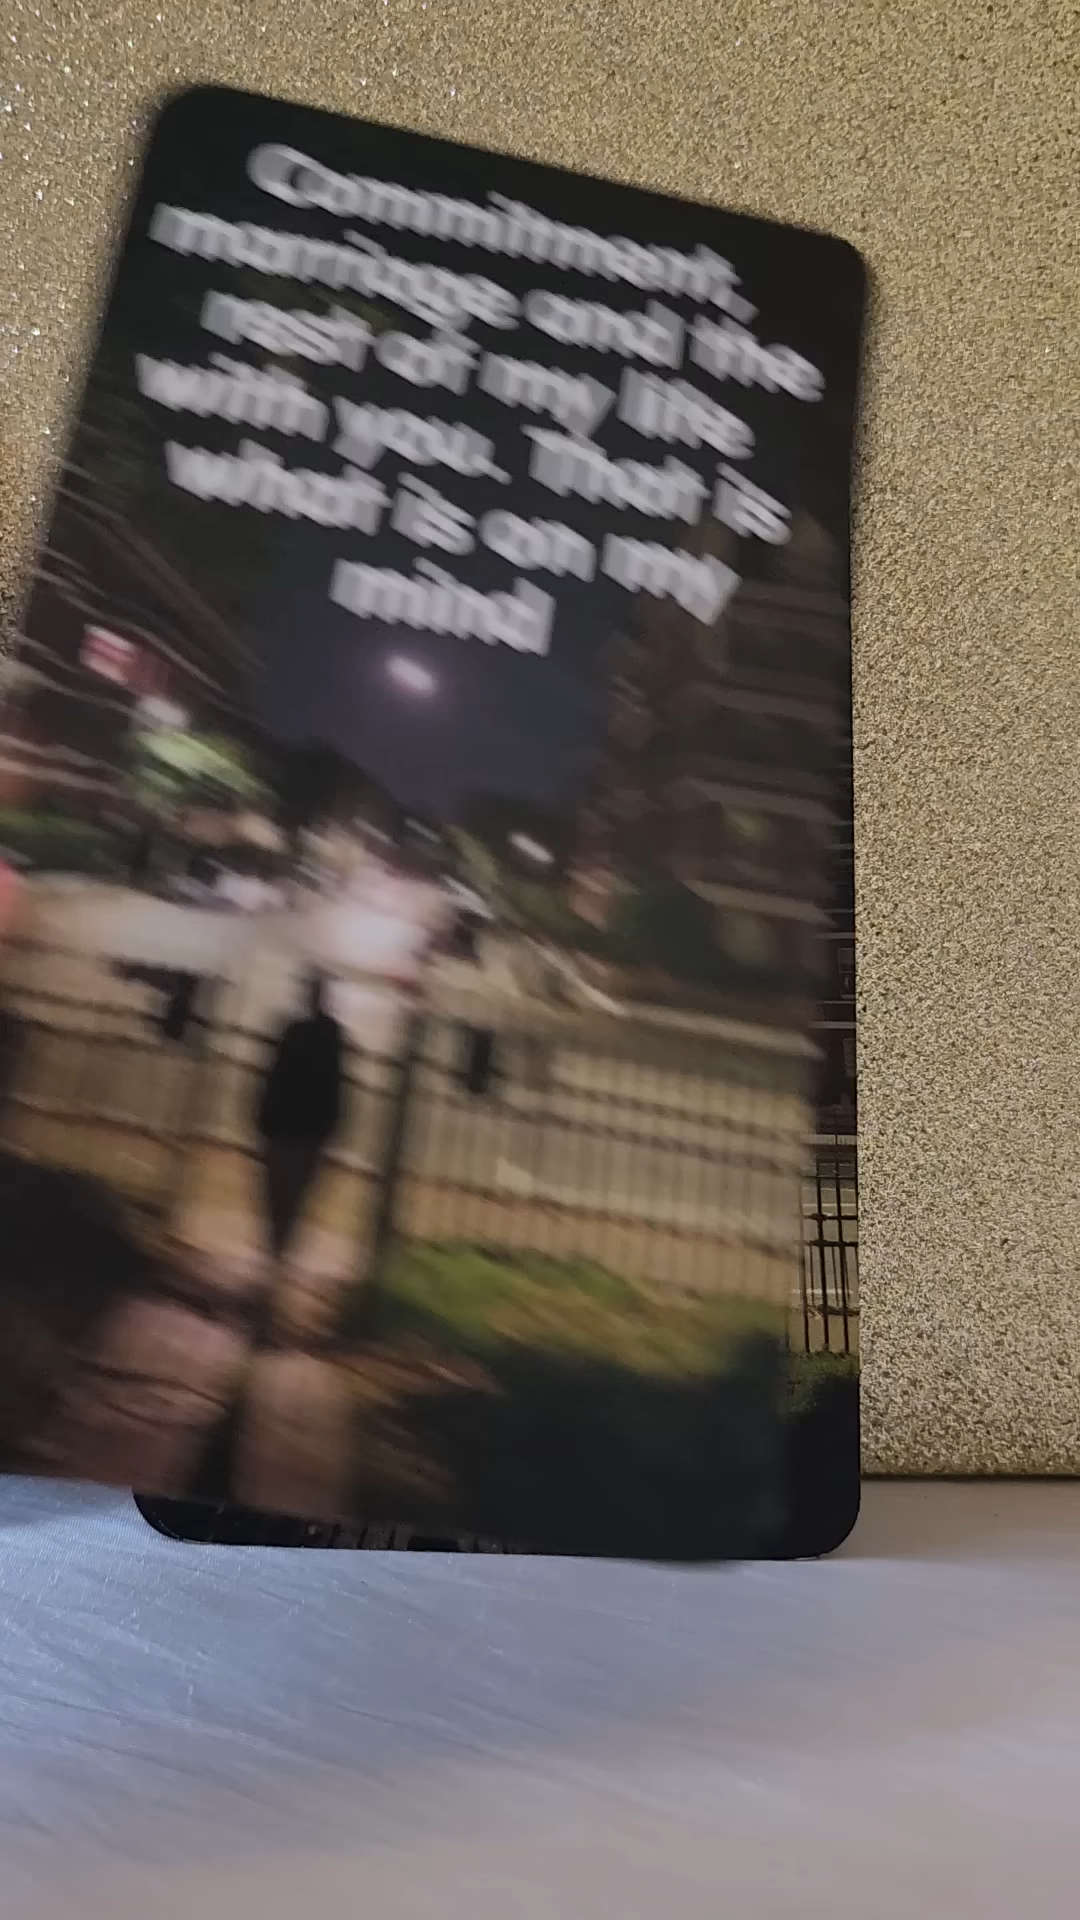 Commitment,
marriage and the
rest of my life
with you. That is
what is on my
mind